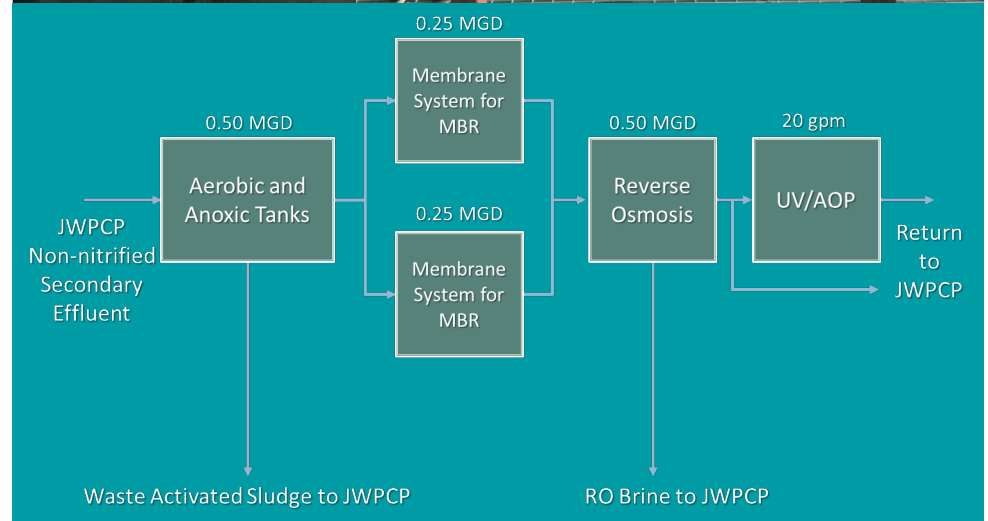 0.25 MGD
Membrane
System for
MBR
0.50 MGD
Aerobic and
Anoxic Tanks
JWPCP
Non-nitrified
Secondary
Effluent
0.25 MGD
Membrane
System for
MBR
0.50 MGD
Reverse
Osmosis
20 gpm
UV/AOP
Return
to
JWPCP
Waste Activated Sludge to JWPCP
RO Brine to JWPCP